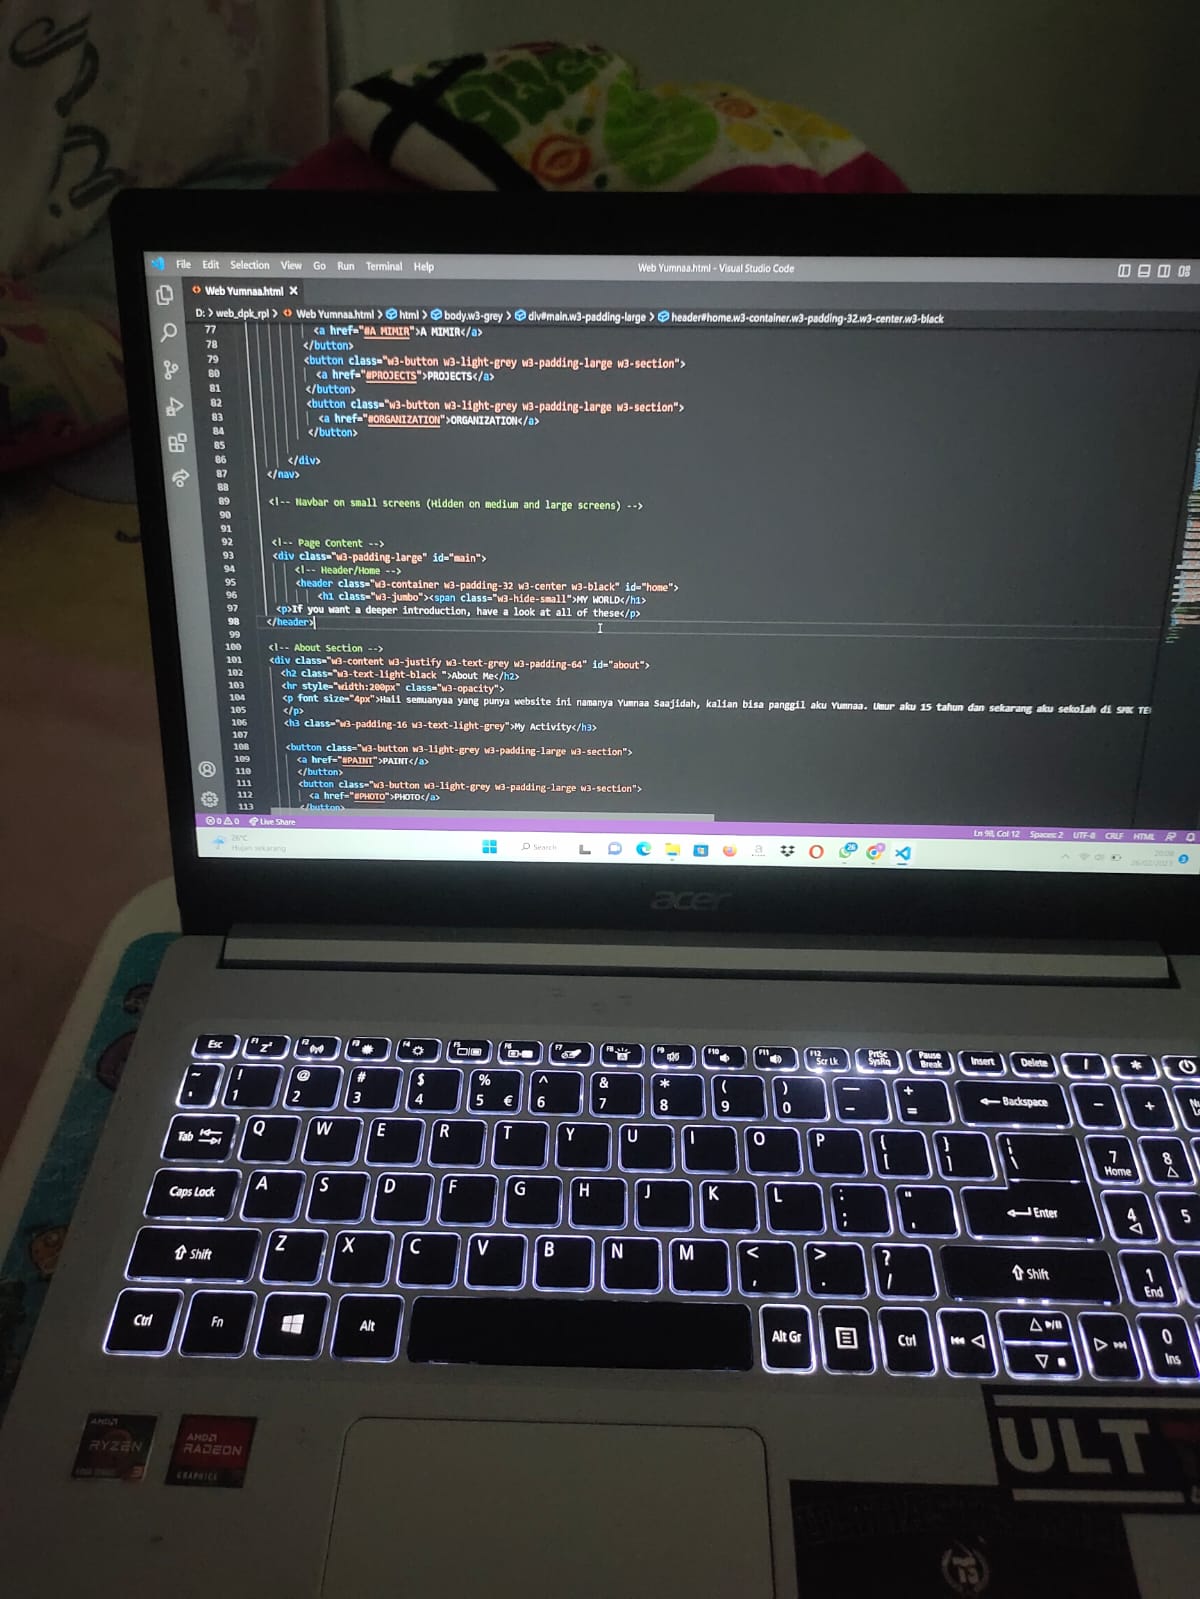 File Edit Selection View Go Run Terminal Help
Web Yumnaa.html - Visual Studio Code
Web Yumnaa.html ×
D: > web_dpk_rpl > Web Yumnaa.html > html > body.w3-grey > div#main.w3-padding-large > header#home.w3-container.w3-padding-32.w3-center.w3-black
77 <a href="#A MIMIR">A MIMIR</a>
78 </button>
79 <button class="w3-button w3-light-grey w3-padding-large w3-section">
80 <a href="#PROJECTS">PROJECTS</a>
81 </button>
82 <button class="w3-button w3-light-grey w3-padding-large w3-section">
83 <a href="#ORGANIZATION">ORGANIZATION</a>
84 </button>
85
86 </div>
87 </nav>
88
89 <!-- Navbar on small screens (Hidden on medium and large screens) -->
90
91
92 <!-- Page Content -->
93 <div class="w3-padding-large" id="main">
94 <!-- Header/Home -->
95 <header class="w3-container w3-padding-32 w3-center w3-black" id="home">
96 <h1 class="w3-jumbo"><span class="w3-hide-small">MY WORLD</h1>
97 <p>If you want a deeper introduction, have a look at all of these</p>
98 </header>
99
100 <!-- About Section -->
101 <div class="w3-content w3-justify w3-text-grey w3-padding-64" id="about">
102 <h2 class="w3-text-light-black ">About Me</h2>
103 <hr style="width:200px" class="w3-opacity">
104 <p font size="4px">Haii semuanyaa yang punya website ini namanya Yumnaa Saajidah, kalian bisa panggil aku Yumnaa. Umur aku 15 tahun dan sekarang aku sekolah di SMK TE
105 </p>
106 <h3 class="w3-padding-16 w3-text-light-grey">My Activity</h3>
107
108 <button class="w3-button w3-light-grey w3-padding-large w3-section">
109 <a href="#PAINT">PAINT</a>
110 </button>
111 <button class="w3-button w3-light-grey w3-padding-large w3-section">
112 <a href="#PHOTO">PHOTO</a>
113 </button>
0 0 Live Share
Ln 98, Col 12 Spaces: 2 UTF-8 CRLF HTML
26°C
Hujan sekarang
Search
26
20:08
26/02/2023
acer
Esc F1 F2 F3 F4 F5 F6 F7 F8 F9 F10 F11 F12 Scr Lk PrtSc SysRq Pause Break Insert Delete / *
~ ! 1 @ 2 # 3 $ 4 % 5 € ^ 6 & 7 * 8 ( 9 ) 0 — - + = Backspace - +
Tab Q W E R T Y U I O P { [ } ] | \ 7 Home 8
Caps Lock A S D F G H J K L : ; " ' Enter 4 5
Shift Z X C V B N M < , > . ? / Shift 1 End
Ctrl Fn Alt Alt Gr Ctrl 0 Ins
AMD RYZEN 3
AMD RADEON GRAPHICS
ULT